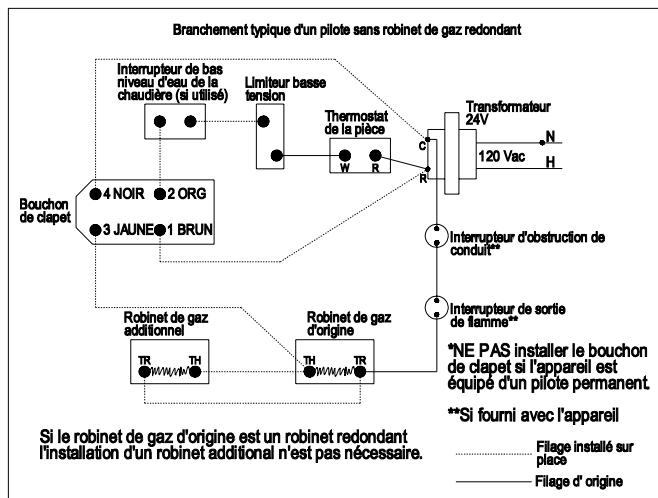 Branchement typique d'un pilote sans robinet de gaz redondant
Interrupteur de bas
niveau d'eau de la
chaudière (si utilisé)
Limiteur basse
tension
Thermostat
de la pièce
W
R
Transformateur
24V
C
R
120 Vac
N
H
Bouchon
de clapet
4 NOIR
2 ORG
3 JAUNE
1 BRUN
Interrupteur d'obstruction de
conduit**
Interrupteur de sortie
de flamme**
Robinet de gaz
additionnel
TR
TH
Robinet de gaz
d'origine
TH
TR
*NE PAS installer le bouchon
de clapet si l'appareil est
équipé d'un pilote permanent.
**Si fourni avec l'appareil
Si le robinet de gaz d'origine est un robinet redondant
l'installation d'un robinet additional n'est pas nécessaire.
Filage installé sur
place
Filage d' origine